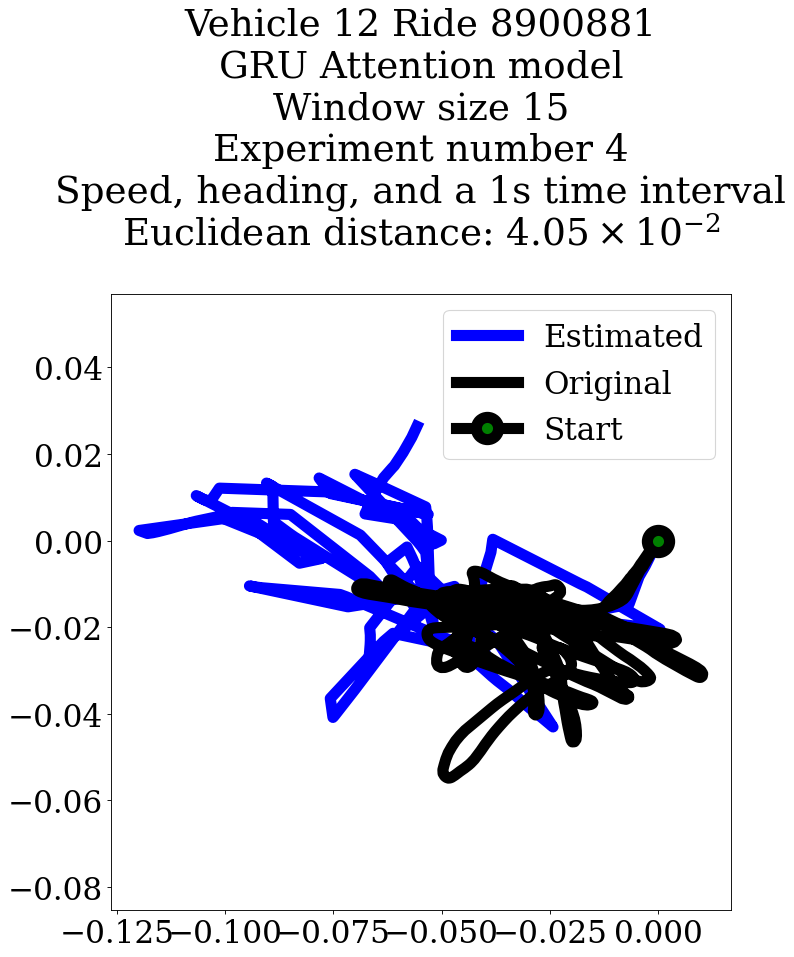 Vehicle 12 Ride 8900881
GRU Attention model
Window size 15
Experiment number 4
Speed, heading, and a 1s time interval
Euclidean distance: 4.05 × 10⁻²
Estimated
Original
Start
0.04
0.02
0.00
−0.02
−0.04
−0.06
−0.08
−0.125 −0.100 −0.075 −0.050 −0.025 0.000